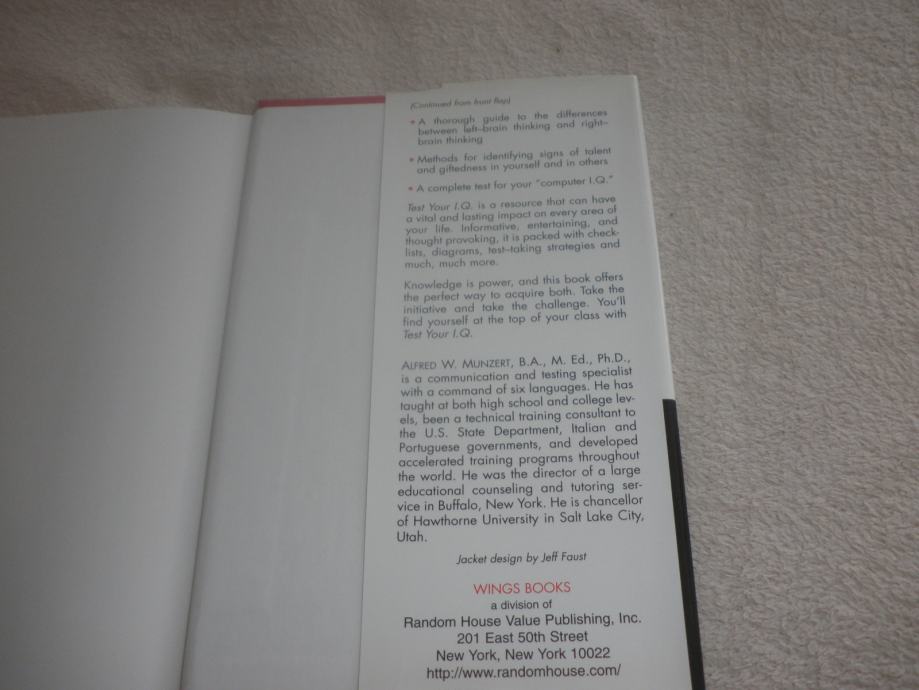 (Continued from front flap)
• A thorough guide to the differences
between left–brain thinking and right–
brain thinking
• Methods for identifying signs of talent
and giftedness in yourself and in others
• A complete test for your "computer I.Q."
Test Your I.Q. is a resource that can have
a vital and lasting impact on every area of
your life. Informative, entertaining, and
thought provoking, it is packed with check-
lists, diagrams, test–taking strategies and
much, much more.
Knowledge is power, and this book offers
the perfect way to acquire both. Take the
initiative and take the challenge. You'll
find yourself at the top of your class with
Test Your I.Q.
ALFRED W. MUNZERT, B.A., M. Ed., Ph.D.,
is a communication and testing specialist
with a command of six languages. He has
taught at both high school and college lev-
els, been a technical training consultant to
the U.S. State Department, Italian and
Portuguese governments, and developed
accelerated training programs throughout
the world. He was the director of a large
educational counseling and tutoring ser-
vice in Buffalo, New York. He is chancellor
of Hawthorne University in Salt Lake City,
Utah.
Jacket design by Jeff Faust
WINGS BOOKS
a division of
Random House Value Publishing, Inc.
201 East 50th Street
New York, New York 10022
http://www.randomhouse.com/